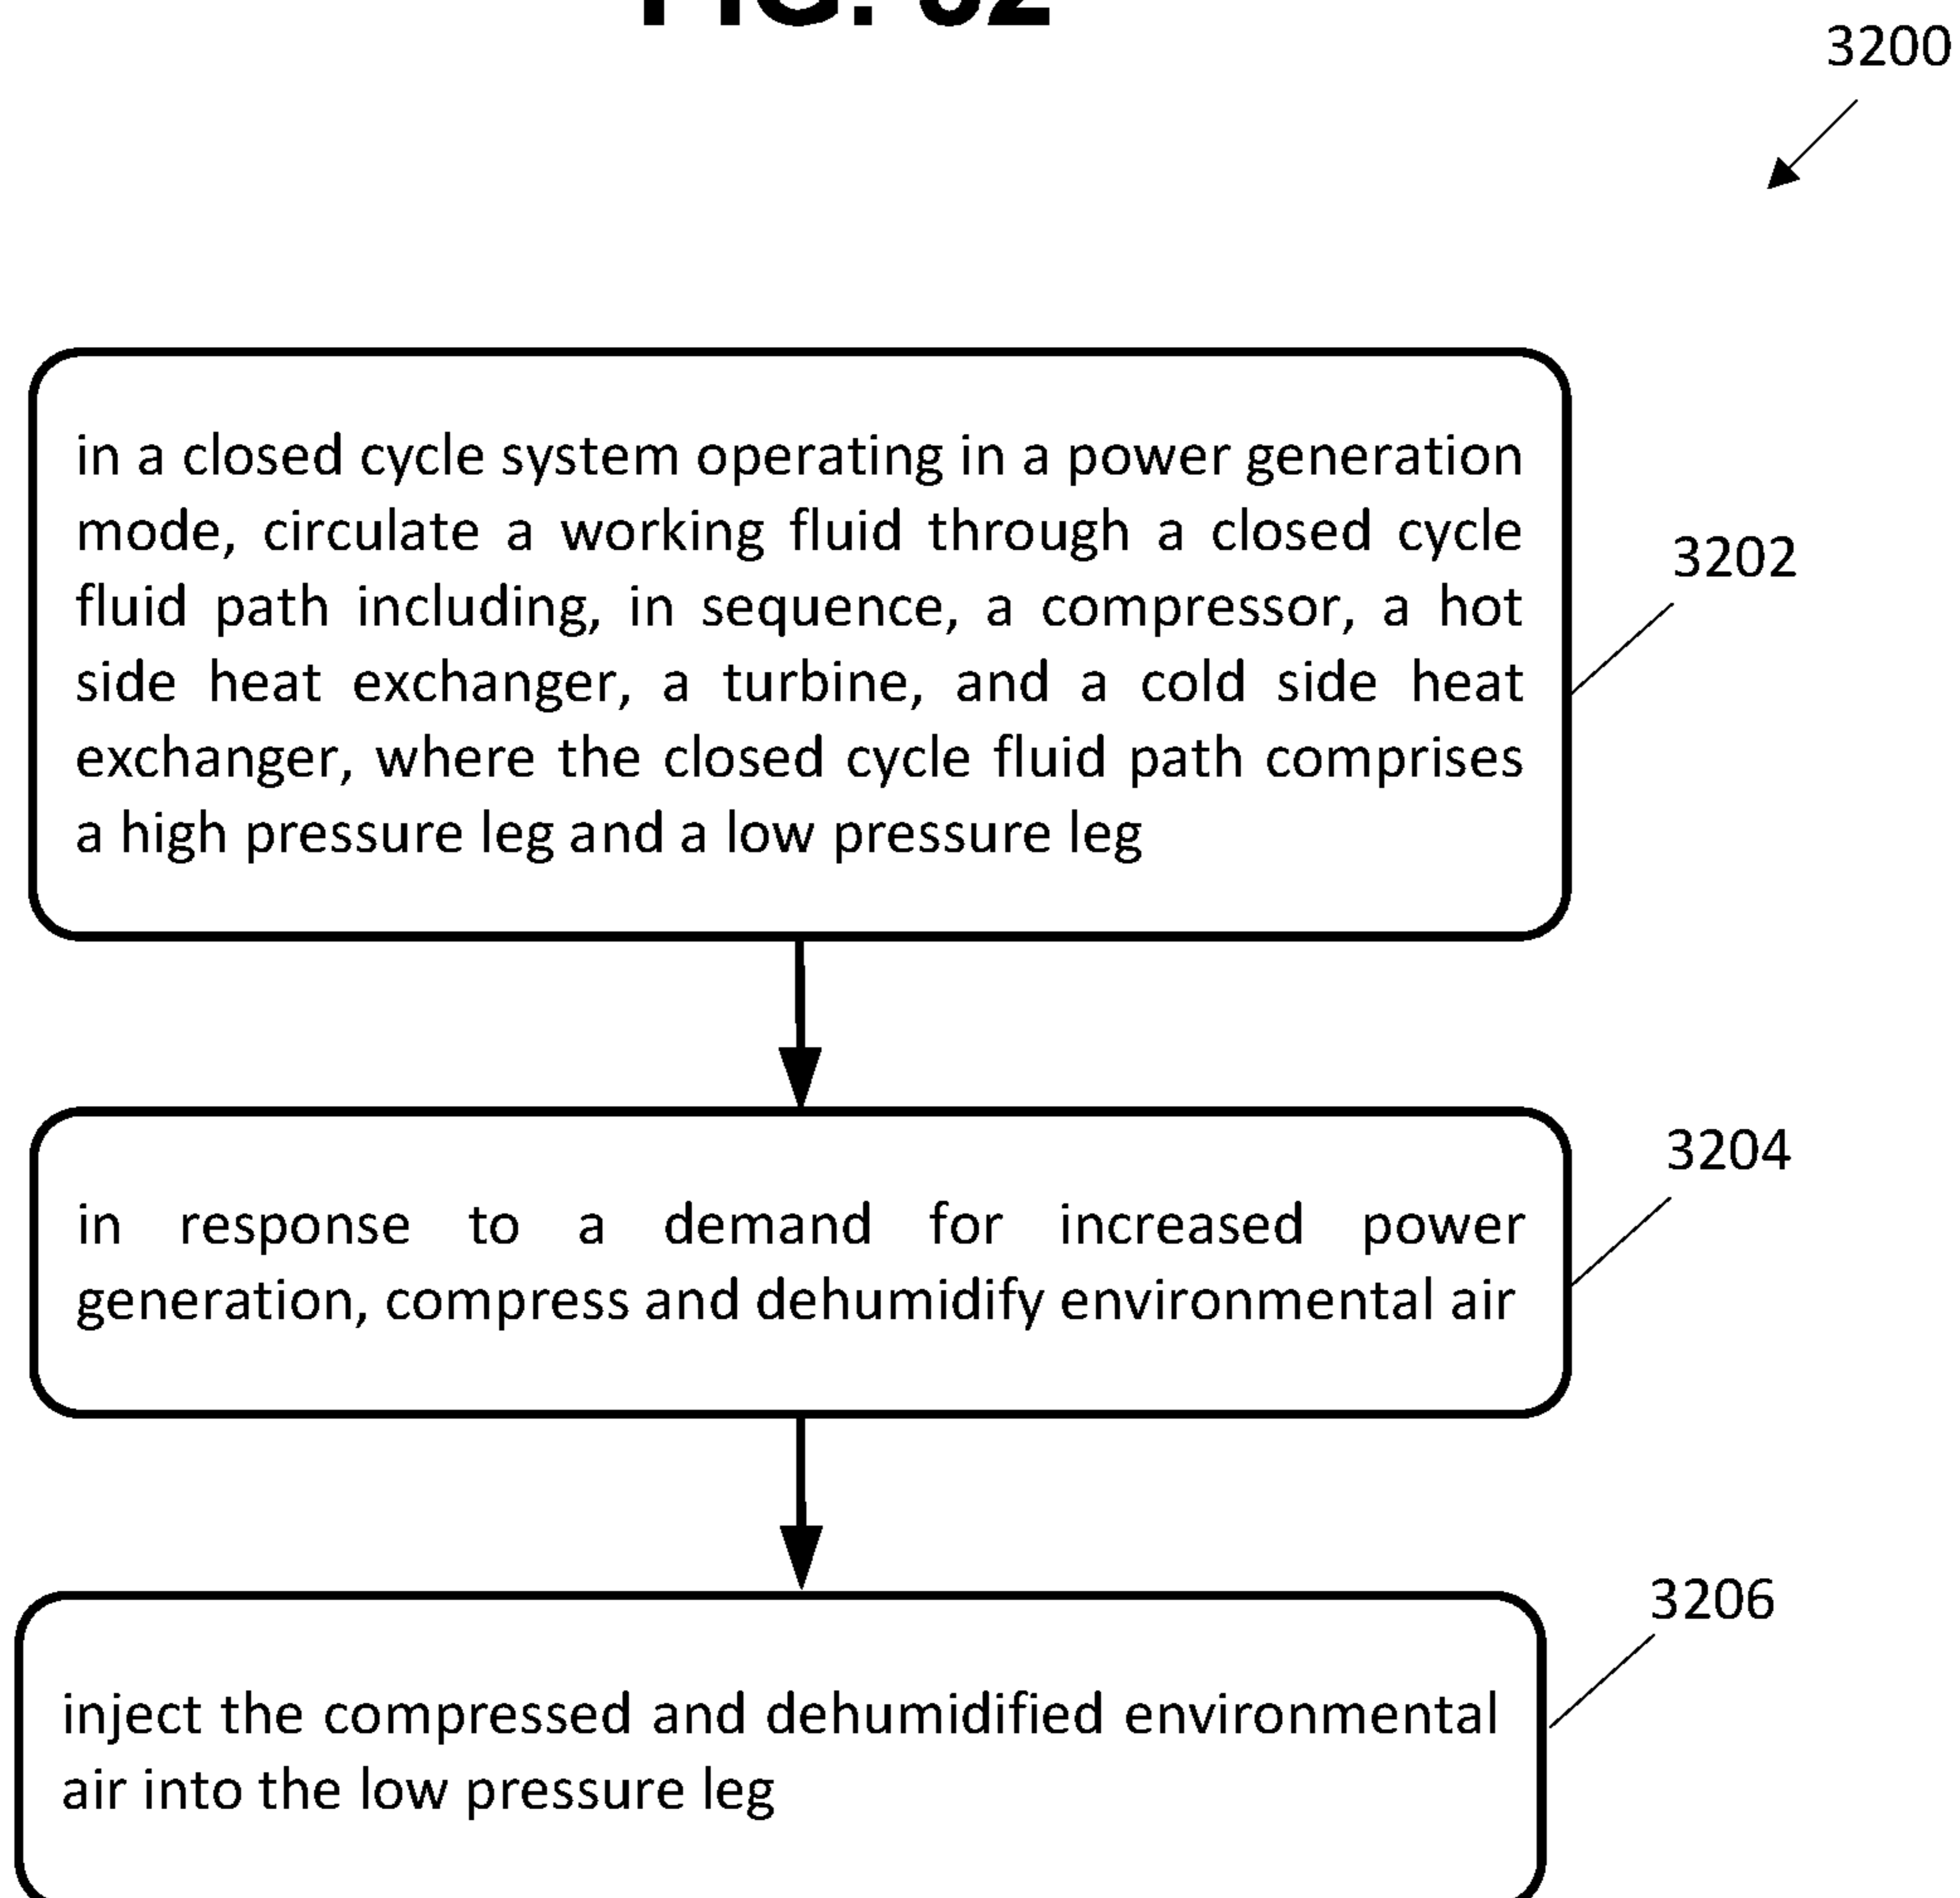 FIG. 32
3200
in a closed cycle system operating in a power generation
mode, circulate a working fluid through a closed cycle
fluid path including, in sequence, a compressor, a hot
side heat exchanger, a turbine, and a cold side heat
exchanger, where the closed cycle fluid path comprises
a high pressure leg and a low pressure leg
3202
in response to a demand for increased power
generation, compress and dehumidify environmental air
3204
inject the compressed and dehumidified environmental
air into the low pressure leg
3206